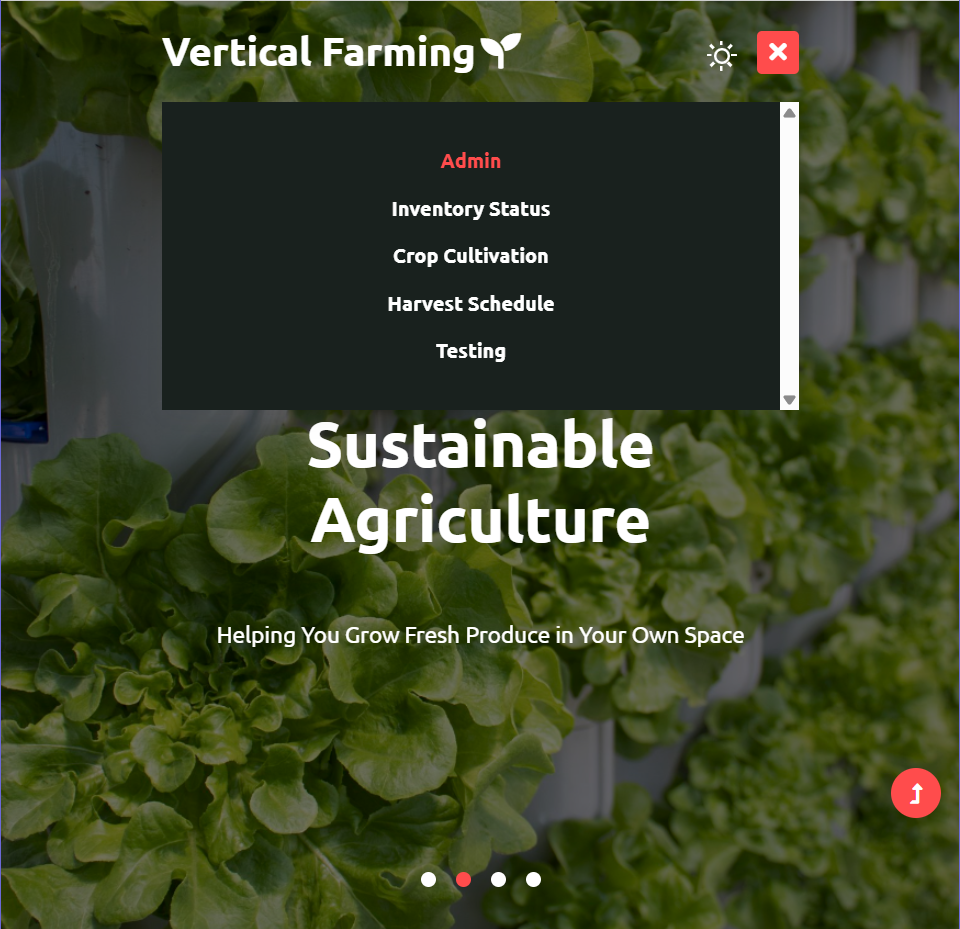 Vertical Farming
Admin
Inventory Status
Crop Cultivation
Harvest Schedule
Testing
Sustainable
Agriculture
Helping You Grow Fresh Produce in Your Own Space